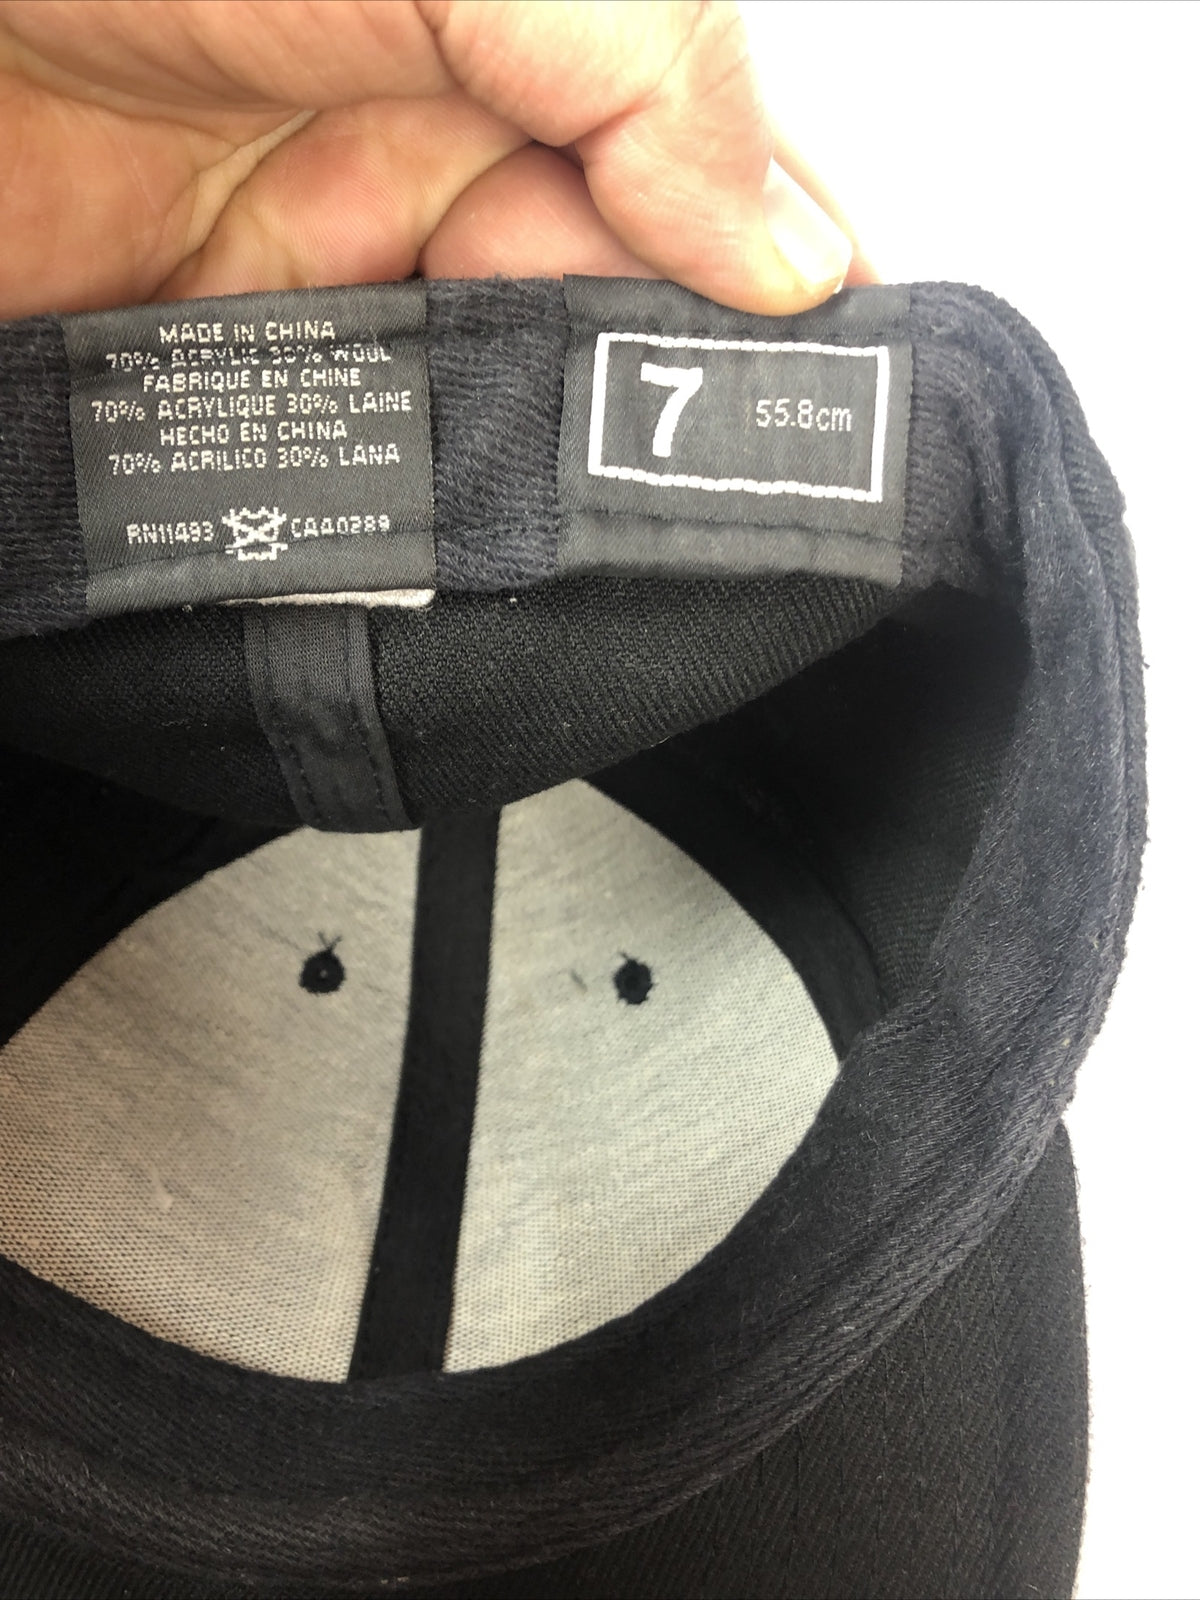 MADE IN CHINA
70% ACRYLIC 30% WOOL
FABRIQUE EN CHINE
70% ACRYLIQUE 30% LAINE
HECHO EN CHINA
70% ACRILICO 30% LANA
RN11493 CA40289
7 55.8cm